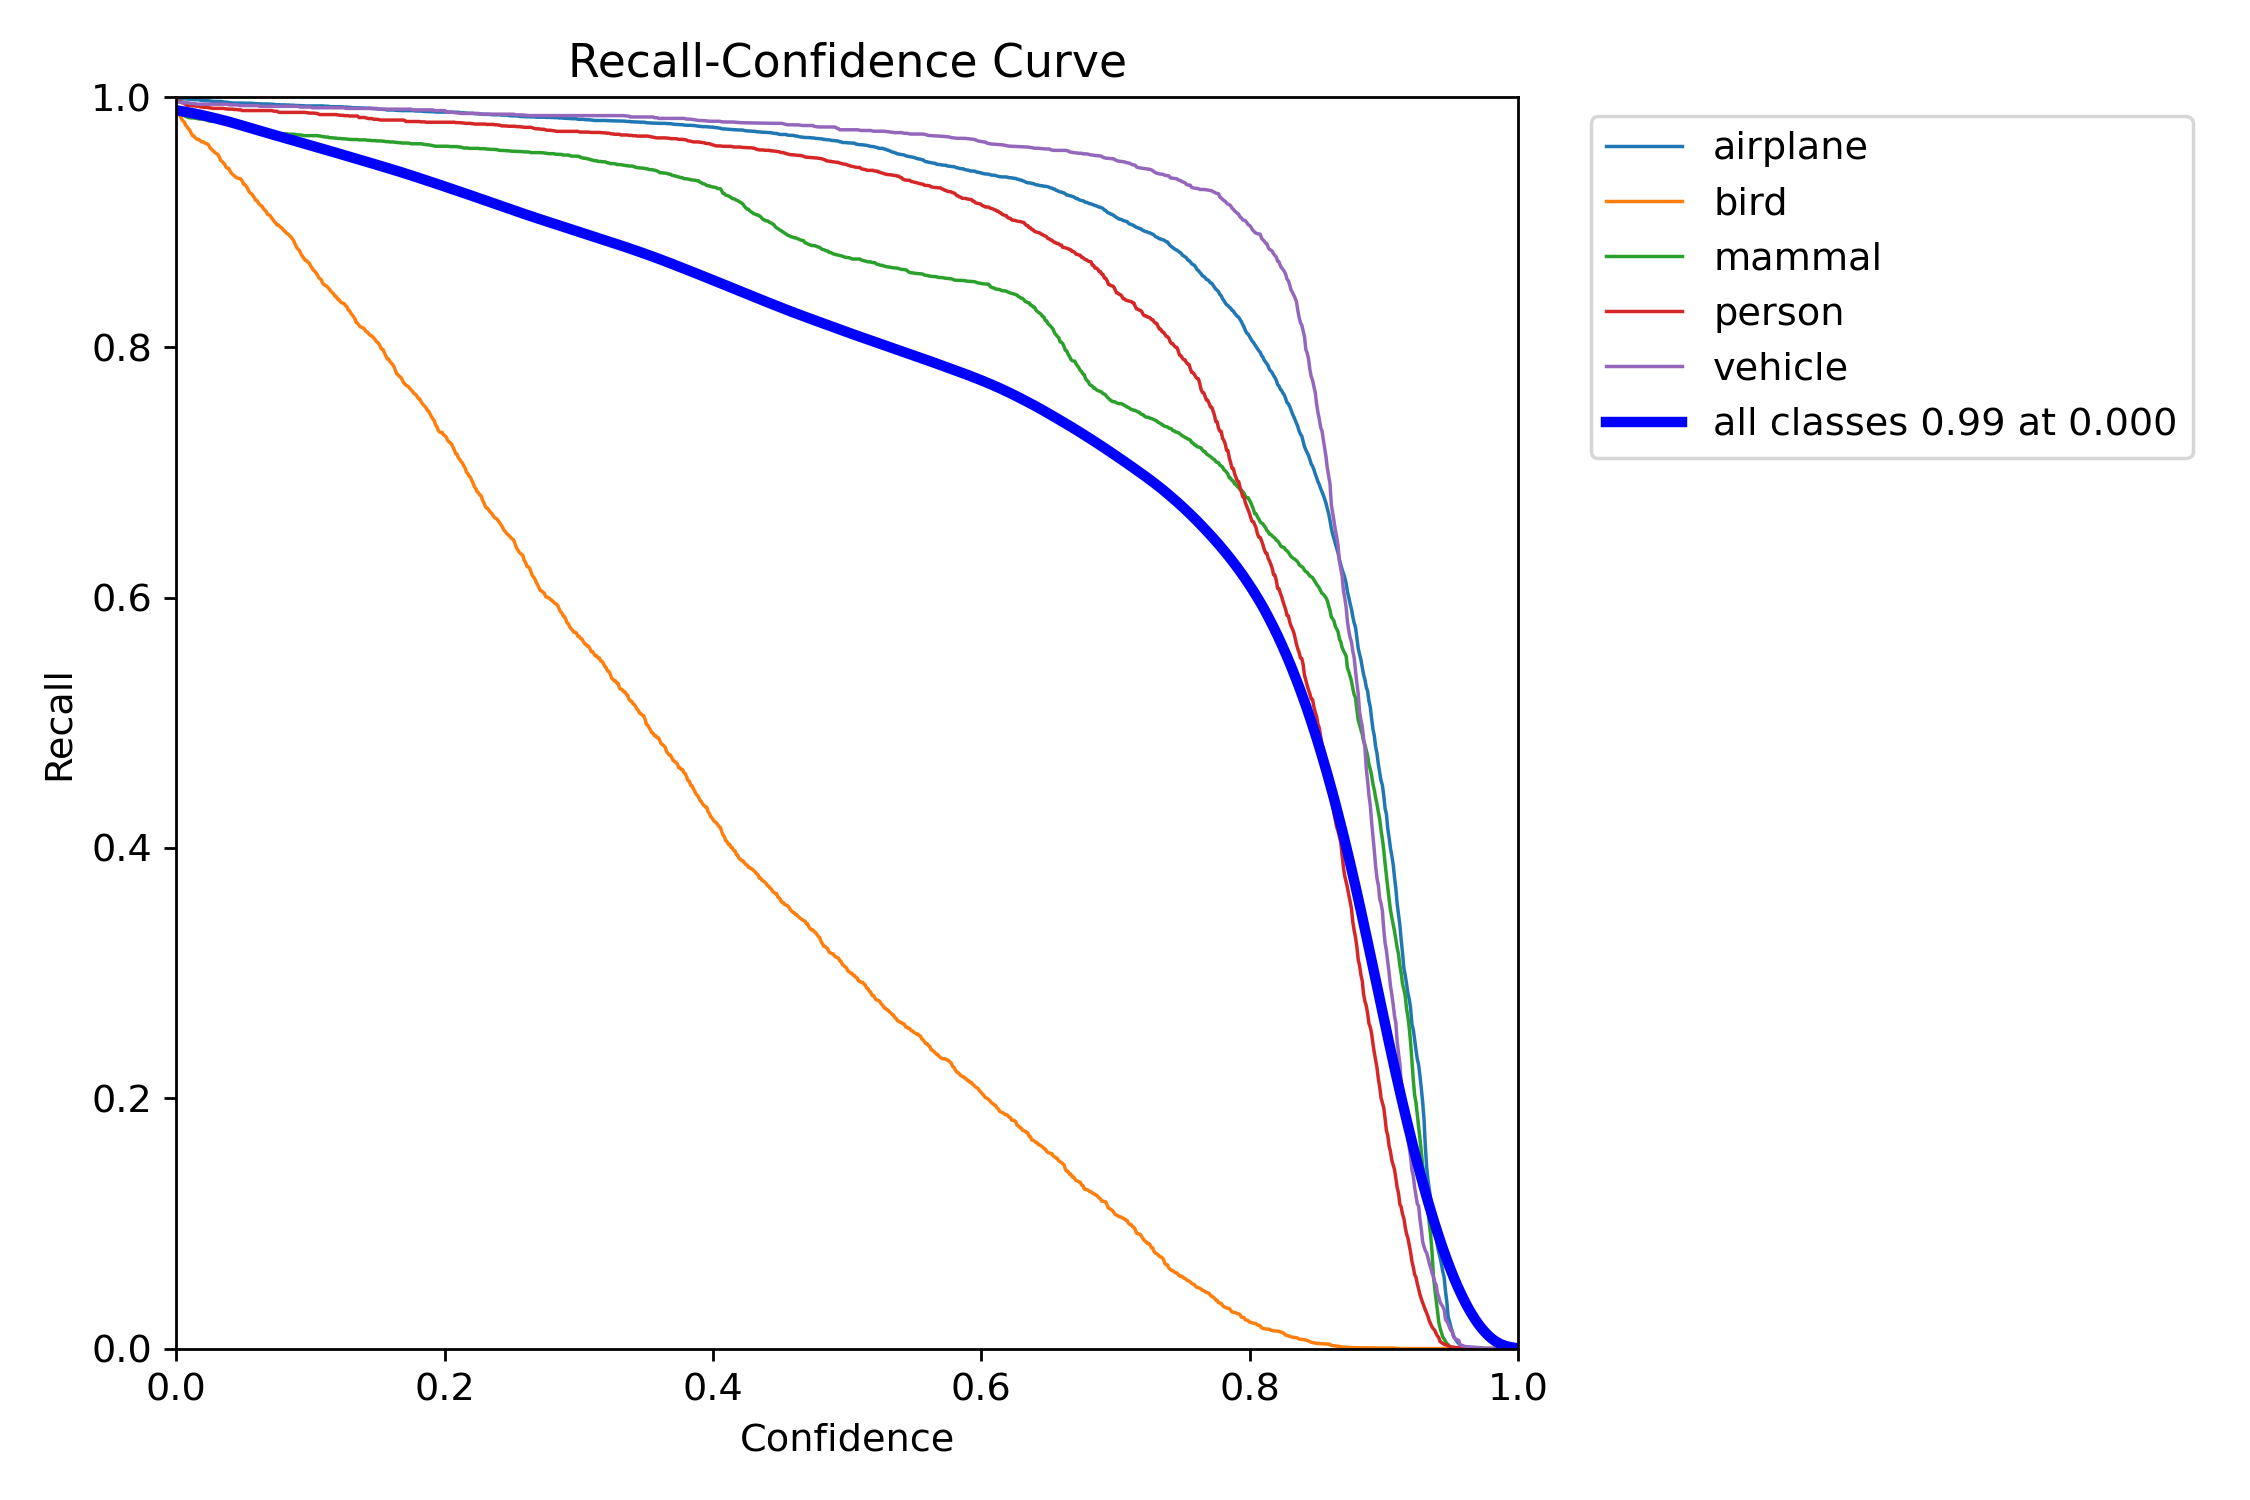 Recall-Confidence Curve
1.0
0.8
0.6
0.4
0.2
0.0
Recall
0.0 0.2 0.4 0.6 0.8 1.0
Confidence
airplane
bird
mammal
person
vehicle
all classes 0.99 at 0.000